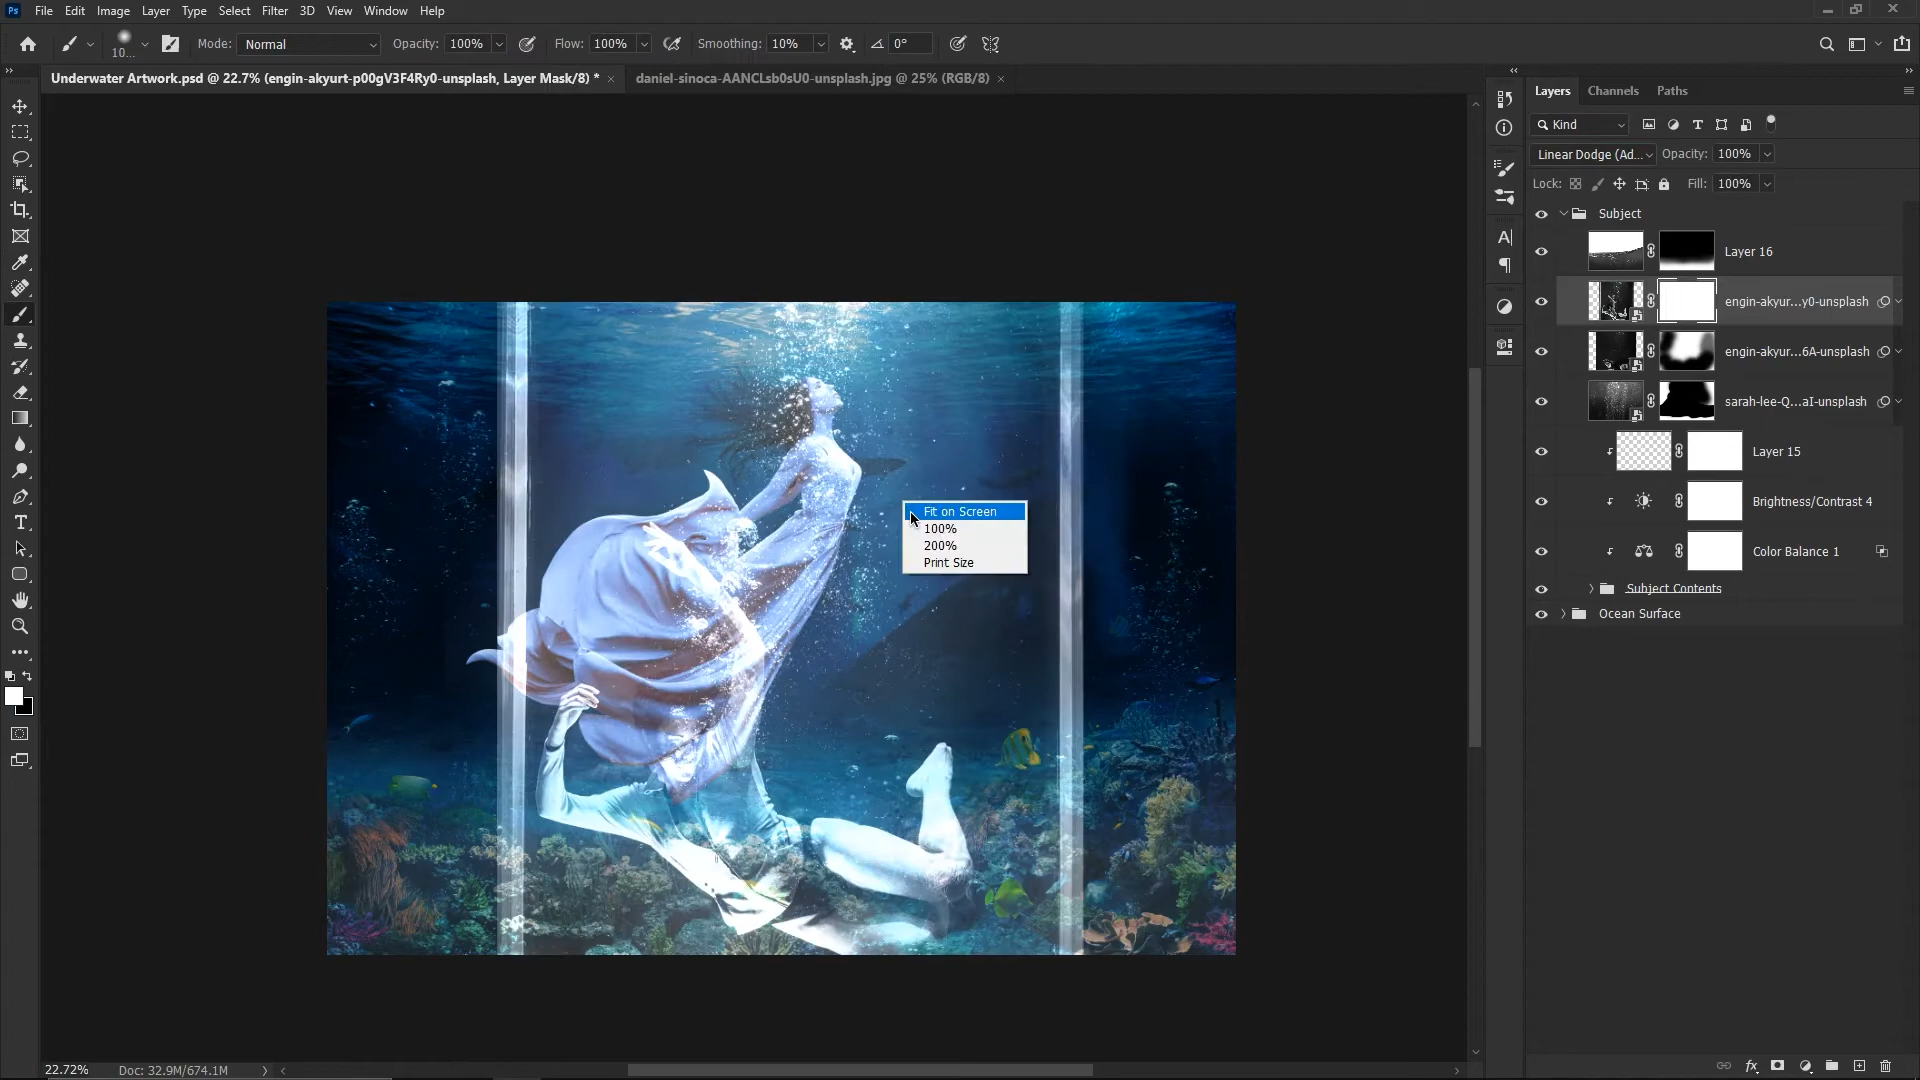 Ps File Edit Image Layer Type Select Filter 3D View Window Help
10... Mode: Normal Opacity: 100% Flow: 100% Smoothing: 10% 0°
Underwater Artwork.psd @ 22.7% (engin-akyurt-p00gV3F4Ry0-unsplash, Layer Mask/8) * × daniel-sinoca-AANCLsb0sU0-unsplash.jpg @ 25% (RGB/8) ×
Layers Channels Paths
Kind
Linear Dodge (Ad... Opacity: 100%
Lock: Fill: 100%
Subject
Layer 16
engin-akyur...y0-unsplash
engin-akyur...6A-unsplash
sarah-lee-Q...aI-unsplash
Layer 15
Brightness/Contrast 4
Color Balance 1
Subject Contents
Ocean Surface
Fit on Screen
100%
200%
Print Size
22.72% Doc: 32.9M/674.1M